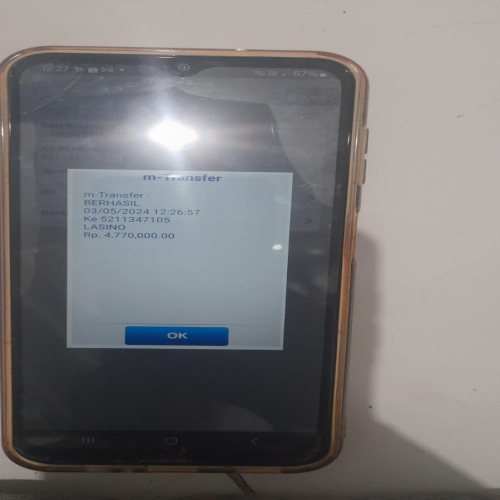 12:27
67%
m-Transfer
m-Transfer :
BERHASIL
03/05/2024 12:26:57
Ke 5211347105
LASINO
Rp. 4,770,000.00
OK